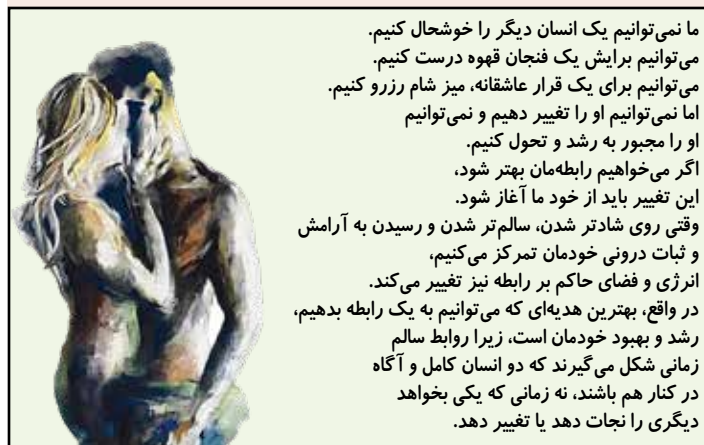 ما نمی‌توانیم یک انسان دیگر را خوشحال کنیم.
می‌توانیم برایش یک فنجان قهوه درست کنیم.
می‌توانیم برای یک قرار عاشقانه، میز شام رزرو کنیم.
اما نمی‌توانیم او را تغییر دهیم و نمی‌توانیم
او را مجبور به رشد و تحول کنیم.
اگر می‌خواهیم رابطه‌مان بهتر شود،
این تغییر باید از خود ما آغاز شود.
وقتی روی شادتر شدن، سالم‌تر شدن و رسیدن به آرامش
و ثبات درونی خودمان تمرکز می‌کنیم،
انرژی و فضای حاکم بر رابطه نیز تغییر می‌کند.
در واقع، بهترین هدیه‌ای که می‌توانیم به یک رابطه بدهیم،
رشد و بهبود خودمان است، زیرا روابط سالم
زمانی شکل می‌گیرند که دو انسان کامل و آگاه
در کنار هم باشند، نه زمانی که یکی بخواهد
دیگری را نجات دهد یا تغییر دهد.